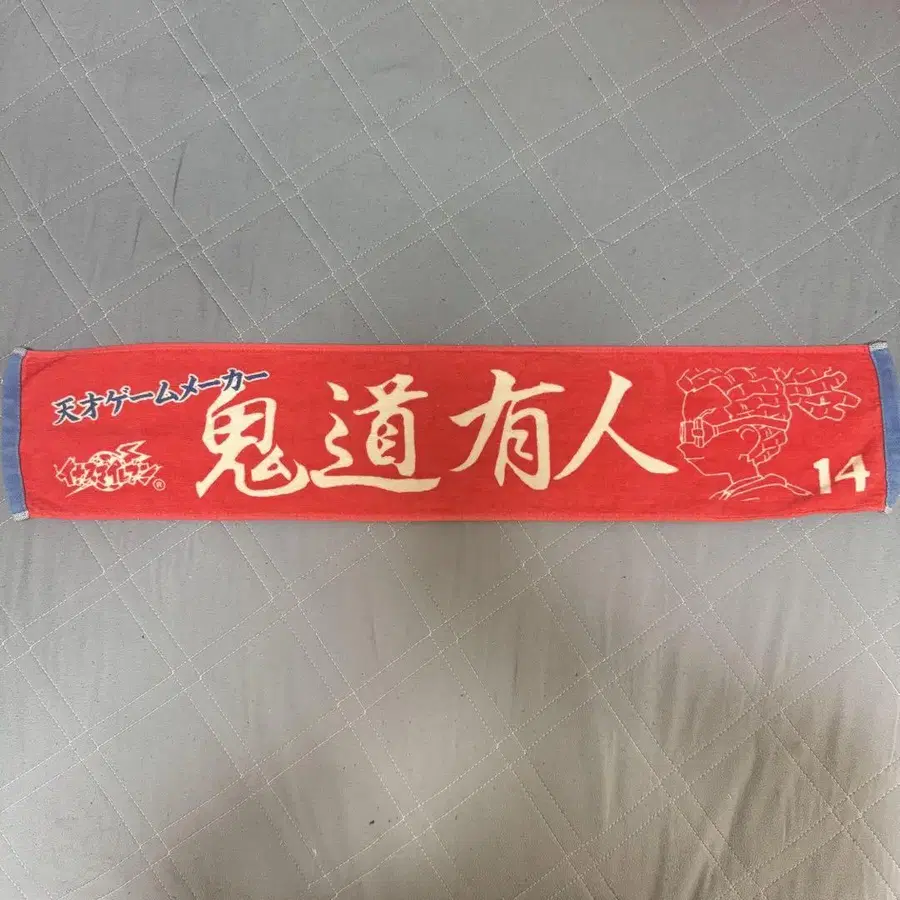 天才ゲームメーカー
イナズマイレブン®
鬼道有人
14